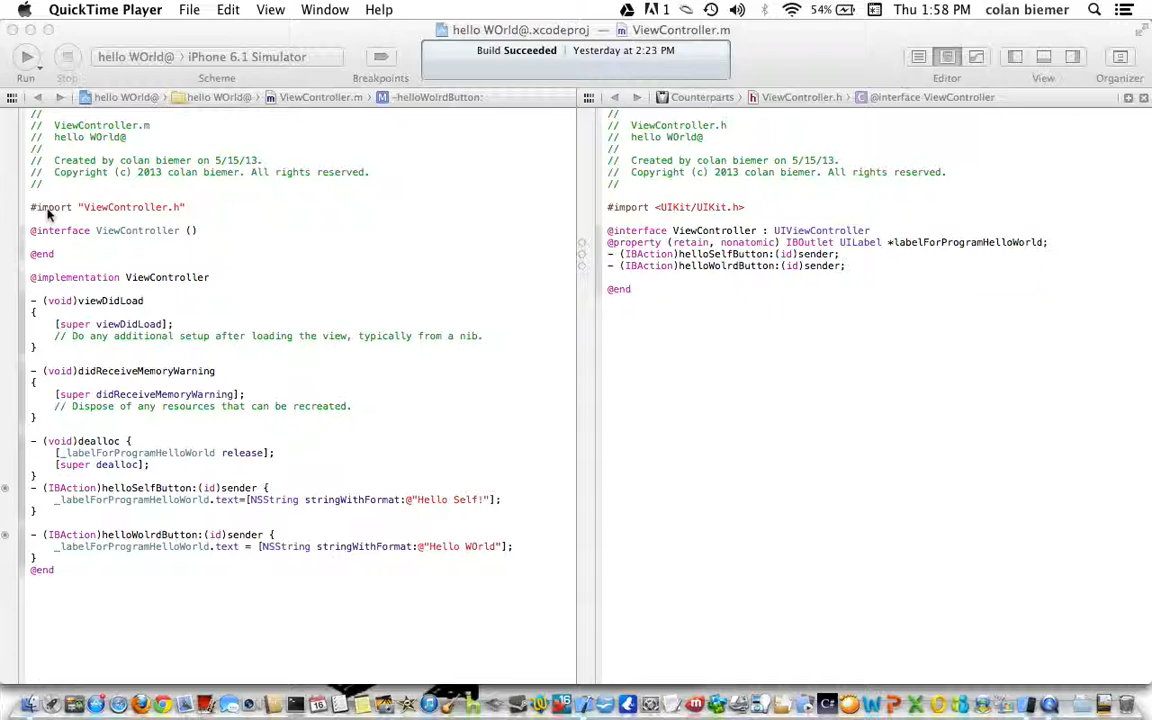 QuickTime Player File Edit View Window Help 1 54% Thu 1:58 PM colan biemer
hello WOrld@.xcodeproj — ViewController.m
Build Succeeded | Yesterday at 2:23 PM
hello WOrld@ 〉 iPhone 6.1 Simulator
Run Stop Scheme Breakpoints Editor View Organizer
hello WOrld@ 〉 hello WOrld@ 〉 ViewController.m 〉 M -helloWolrdButton:
//
// ViewController.m
// hello WOrld@
//
// Created by colan biemer on 5/15/13.
// Copyright (c) 2013 colan biemer. All rights reserved.
//
#import "ViewController.h"
@interface ViewController ()
@end
@implementation ViewController
- (void)viewDidLoad
{
[super viewDidLoad];
// Do any additional setup after loading the view, typically from a nib.
}
- (void)didReceiveMemoryWarning
{
[super didReceiveMemoryWarning];
// Dispose of any resources that can be recreated.
}
- (void)dealloc {
[_labelForProgramHelloWorld release];
[super dealloc];
}
- (IBAction)helloSelfButton:(id)sender {
_labelForProgramHelloWorld.text=[NSString stringWithFormat:@"Hello Self!"];
}
- (IBAction)helloWolrdButton:(id)sender {
_labelForProgramHelloWorld.text = [NSString stringWithFormat:@"Hello WOrld"];
}
@end
Counterparts 〉 h ViewController.h 〉 C @interface ViewController
//
// ViewController.h
// hello WOrld@
//
// Created by colan biemer on 5/15/13.
// Copyright (c) 2013 colan biemer. All rights reserved.
//
#import <UIKit/UIKit.h>
@interface ViewController : UIViewController
@property (retain, nonatomic) IBOutlet UILabel *labelForProgramHelloWorld;
- (IBAction)helloSelfButton:(id)sender;
- (IBAction)helloWolrdButton:(id)sender;
@end